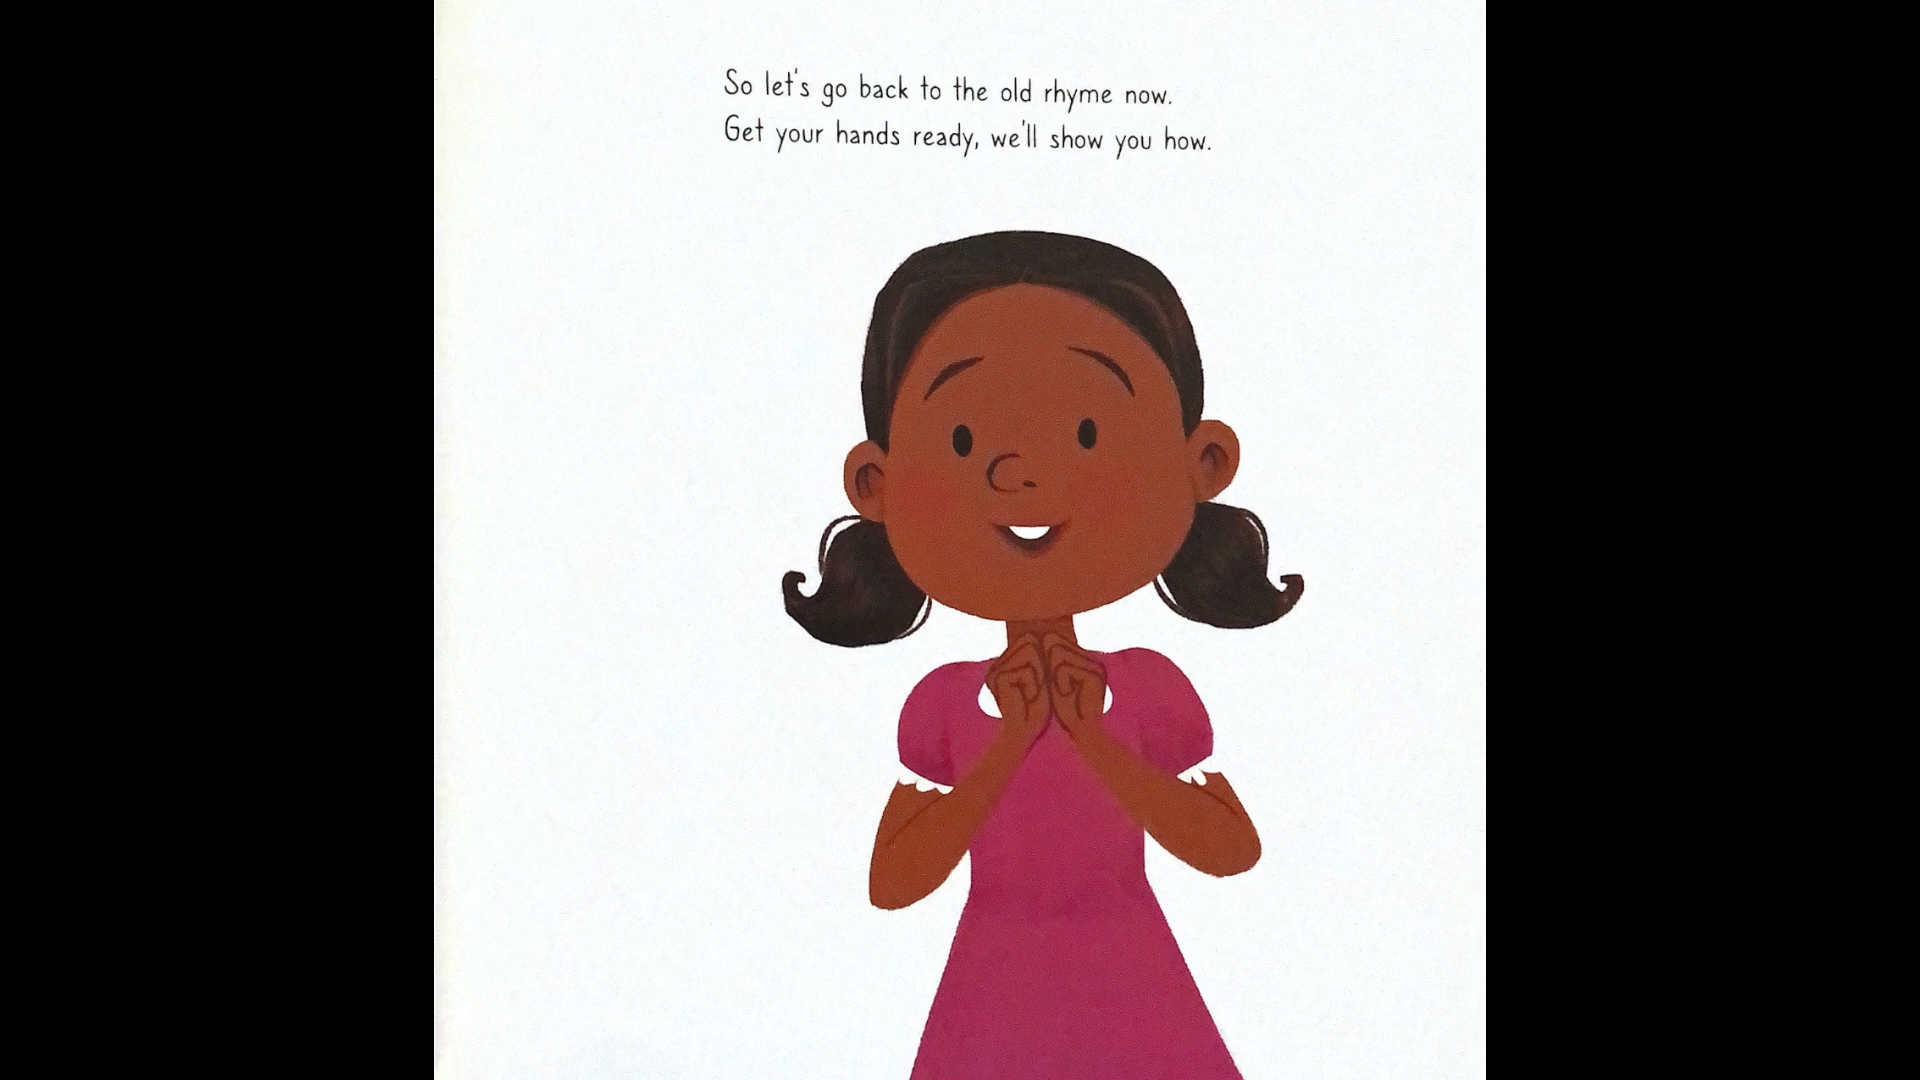 So let's go back to the old rhyme now.
Get your hands ready, we'll show you how.